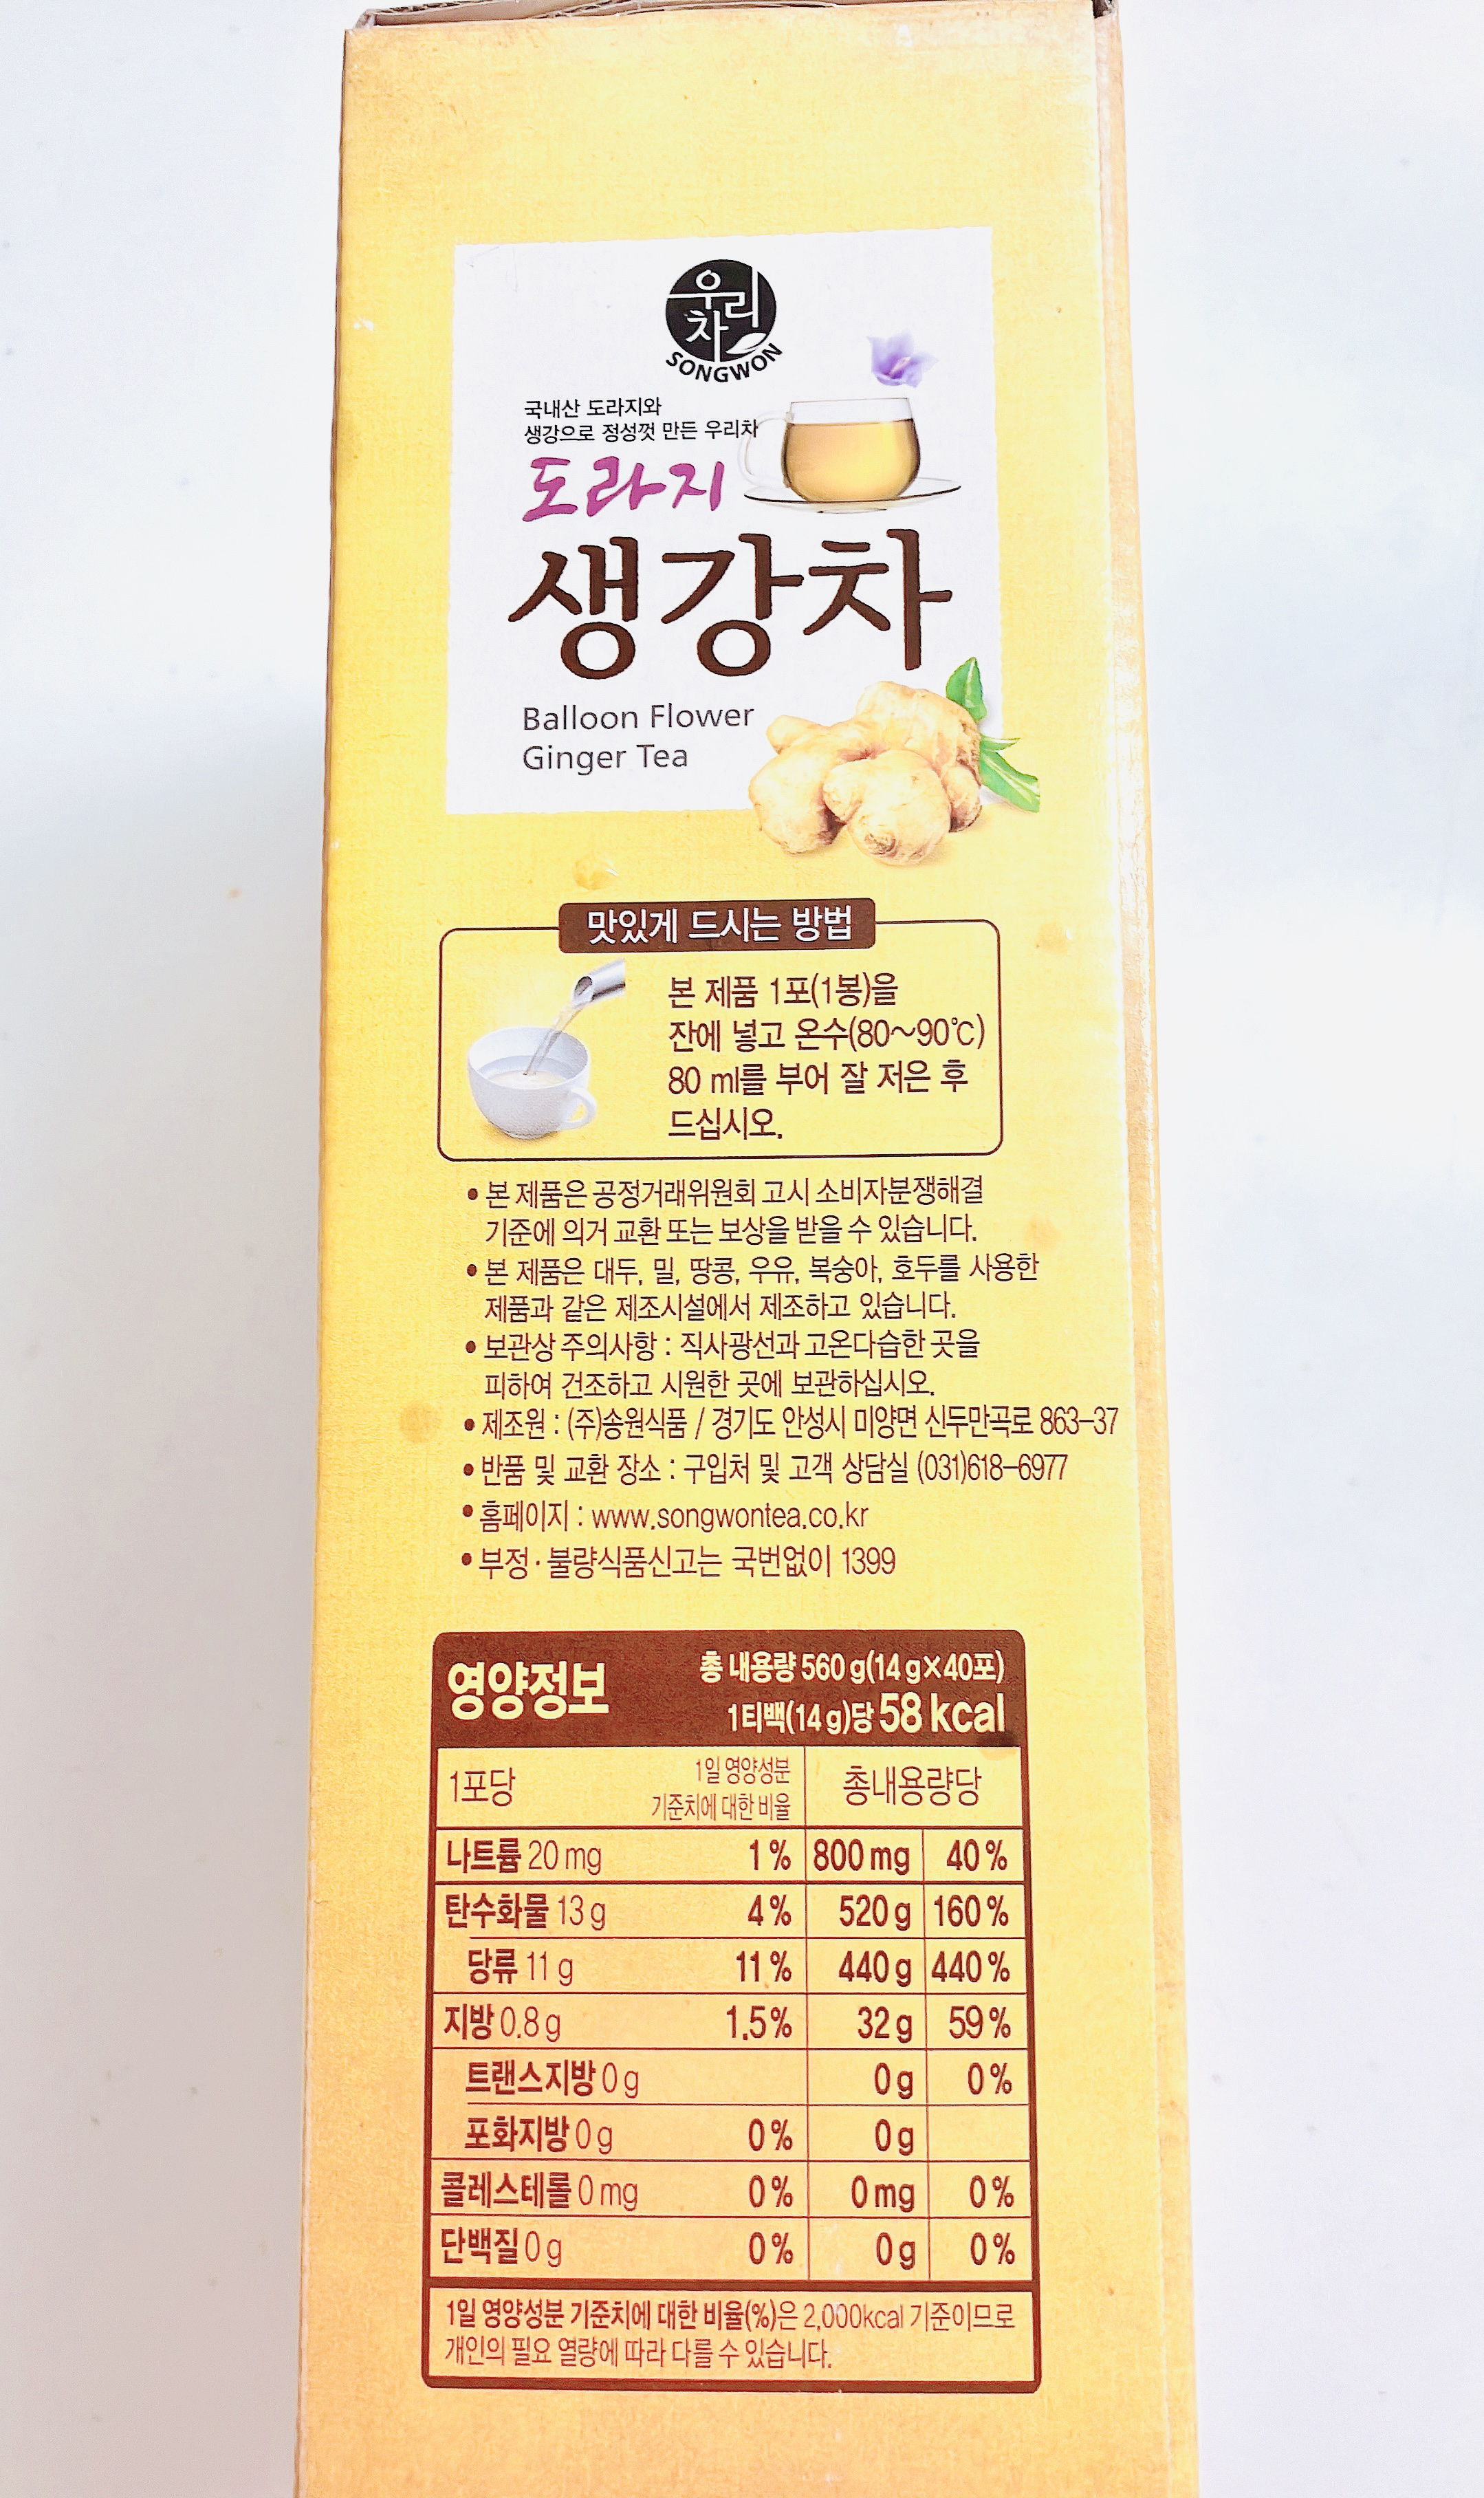 우리차
SONGWON
국내산 도라지와
생강으로 정성껏 만든 우리차
도라지
생강차
Balloon Flower
Ginger Tea
맛있게 드시는 방법
본 제품 1포(1봉)을
잔에 넣고 온수(80~90℃)
80 ml를 부어 잘 저은 후
드십시오.
• 본 제품은 공정거래위원회 고시 소비자분쟁해결
기준에 의거 교환 또는 보상을 받을 수 있습니다.
• 본 제품은 대두, 밀, 땅콩, 우유, 복숭아, 호두를 사용한
제품과 같은 제조시설에서 제조하고 있습니다.
• 보관상 주의사항 : 직사광선과 고온다습한 곳을
피하여 건조하고 시원한 곳에 보관하십시오.
• 제조원 : (주)송원식품 / 경기도 안성시 미양면 신두만곡로 863-37
• 반품 및 교환 장소 : 구입처 및 고객 상담실 (031)618-6977
• 홈페이지 : www.songwontea.co.kr
• 부정 · 불량식품신고는 국번없이 1399
영양정보
총 내용량 560 g(14 g×40포)
1티백(14 g)당 58 kcal
1포당 1일 영양성분 기준치에 대한 비율 총내용량당
나트륨 20 mg 1 % 800 mg 40 %
탄수화물 13 g 4 % 520 g 160 %
당류 11 g 11 % 440 g 440 %
지방 0.8 g 1.5% 32 g 59 %
트랜스지방 0 g 0 g 0 %
포화지방 0 g 0 % 0 g
콜레스테롤 0 mg 0 % 0 mg 0 %
단백질 0 g 0 % 0 g 0 %
1일 영양성분 기준치에 대한 비율(%)은 2,000kcal 기준이므로
개인의 필요 열량에 따라 다를 수 있습니다.